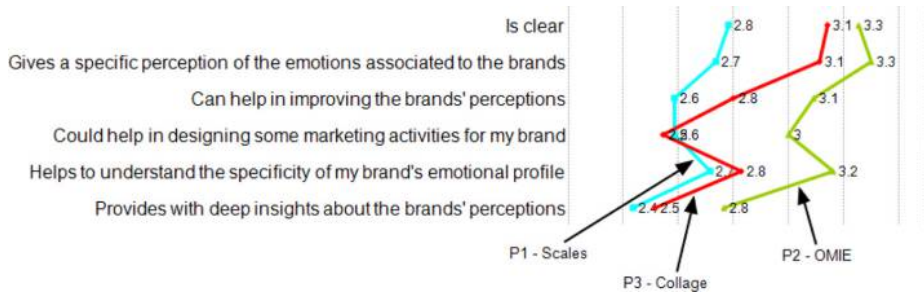 Is clear 2.8 3.1 3.3
Gives a specific perception of the emotions associated to the brands 2.7 3.1 3.3
Can help in improving the brands' perceptions 2.6 2.8 3.1
Could help in designing some marketing activities for my brand 2.6 3
Helps to understand the specificity of my brand's emotional profile 2.7 2.8 3.2
Provides with deep insights about the brands' perceptions 2.4 2.5 2.8
P1 - Scales
P2 - OMIE
P3 - Collage